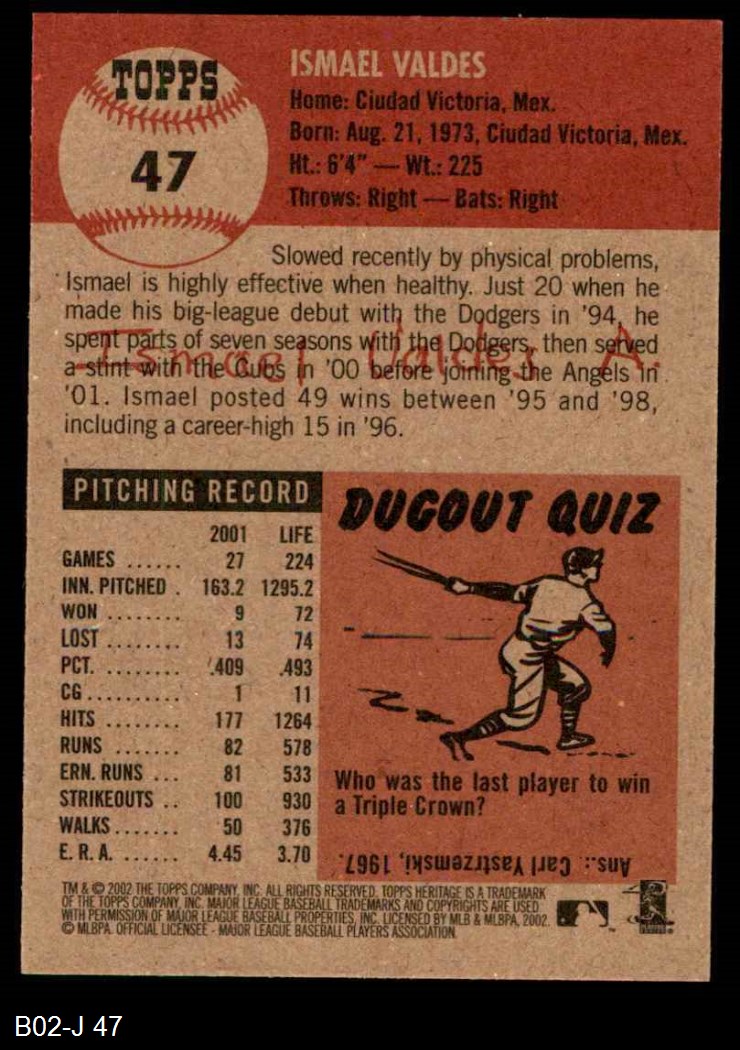 TOPPS
47
ISMAEL VALDES
Home: Ciudad Victoria, Mex.
Born: Aug. 21, 1973, Ciudad Victoria, Mex.
Ht.: 6'4" — Wt.: 225
Throws: Right — Bats: Right
Slowed recently by physical problems,
Ismael is highly effective when healthy. Just 20 when he
made his big-league debut with the Dodgers in '94, he
spent parts of seven seasons with the Dodgers, then served
a stint with the Cubs in '00 before joining the Angels in
'01. Ismael posted 49 wins between '95 and '98,
including a career-high 15 in '96.
Ismael Valdes A.
PITCHING RECORD
2001 LIFE
GAMES ...... 27 224
INN. PITCHED . 163.2 1295.2
WON ........ 9 72
LOST ........ 13 74
PCT. ........ .409 .493
CG .......... 1 11
HITS ........ 177 1264
RUNS ....... 82 578
ERN. RUNS ... 81 533
STRIKEOUTS .. 100 930
WALKS ....... 50 376
E. R. A. ...... 4.45 3.70
DUGOUT QUIZ
Who was the last player to win
a Triple Crown?
Ans.: Carl Yastrzemski, 1967.
TM & © 2002 THE TOPPS COMPANY, INC. ALL RIGHTS RESERVED. TOPPS HERITAGE IS A TRADEMARK
OF THE TOPPS COMPANY, INC. MAJOR LEAGUE BASEBALL TRADEMARKS AND COPYRIGHTS ARE USED
WITH PERMISSION OF MAJOR LEAGUE BASEBALL PROPERTIES, INC. LICENSED BY MLB & MLBPA, 2002.
© MLBPA. OFFICIAL LICENSEE - MAJOR LEAGUE BASEBALL PLAYERS ASSOCIATION.
B02-J 47